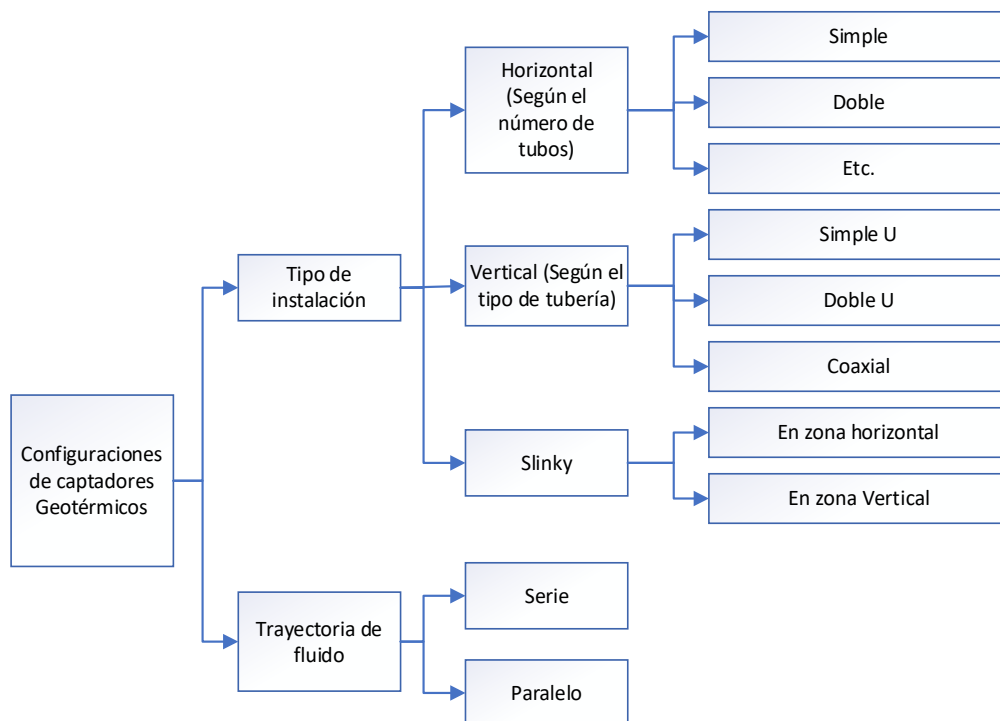 Configuraciones
de captadores
Geotérmicos
Tipo de
instalación
Horizontal
(Según el
número de
tubos)
Simple
Doble
Etc.
Vertical (Según el
tipo de tubería)
Simple U
Doble U
Coaxial
Slinky
En zona horizontal
En zona Vertical
Trayectoria de
fluido
Serie
Paralelo